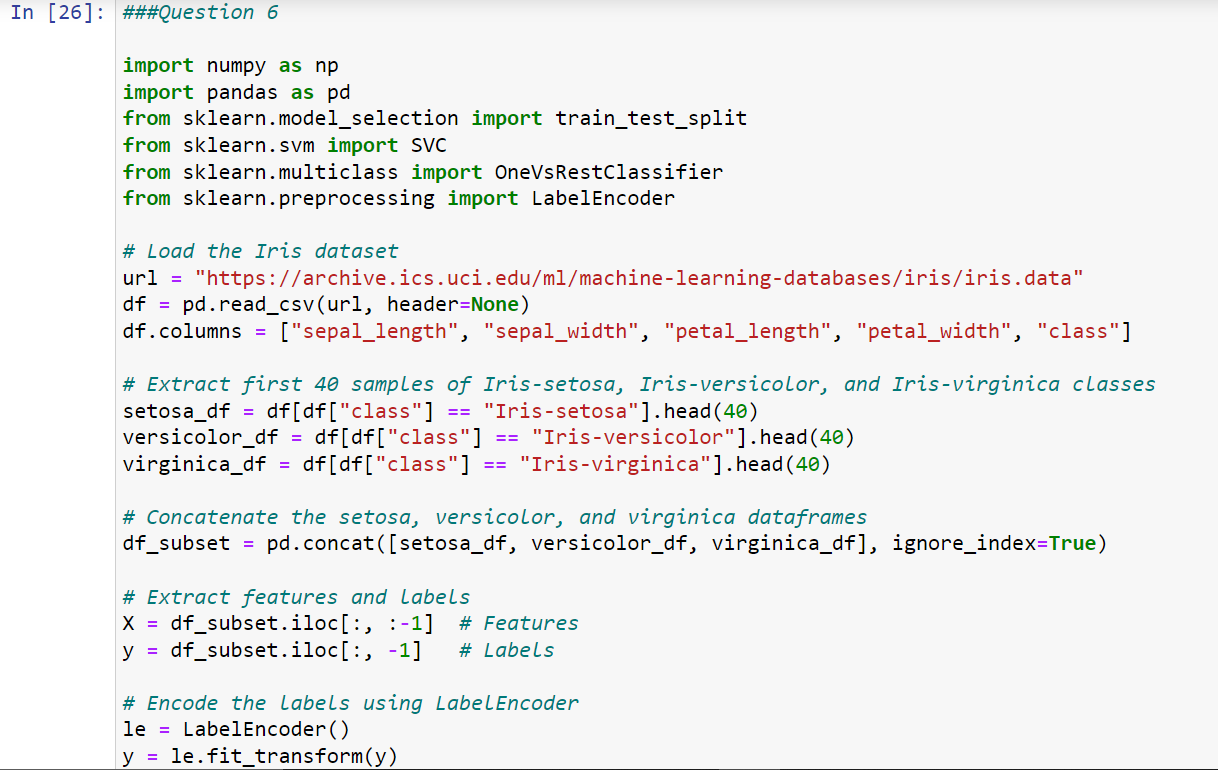 In [26]: ###Question 6
import numpy as np
import pandas as pd
from sklearn.model_selection import train_test_split
from sklearn.svm import SVC
from sklearn.multiclass import OneVsRestClassifier
from sklearn.preprocessing import LabelEncoder
# Load the Iris dataset
url = "https://archive.ics.uci.edu/ml/machine-learning-databases/iris/iris.data"
df = pd.read_csv(url, header=None)
df.columns = ["sepal_length", "sepal_width", "petal_length", "petal_width", "class"]
# Extract first 40 samples of Iris-setosa, Iris-versicolor, and Iris-virginica classes
setosa_df = df[df["class"] == "Iris-setosa"].head(40)
versicolor_df = df[df["class"] == "Iris-versicolor"].head(40)
virginica_df = df[df["class"] == "Iris-virginica"].head(40)
# Concatenate the setosa, versicolor, and virginica dataframes
df_subset = pd.concat([setosa_df, versicolor_df, virginica_df], ignore_index=True)
# Extract features and labels
X = df_subset.iloc[:, :-1]  # Features
y = df_subset.iloc[:, -1]   # Labels
# Encode the labels using LabelEncoder
le = LabelEncoder()
y = le.fit_transform(y)